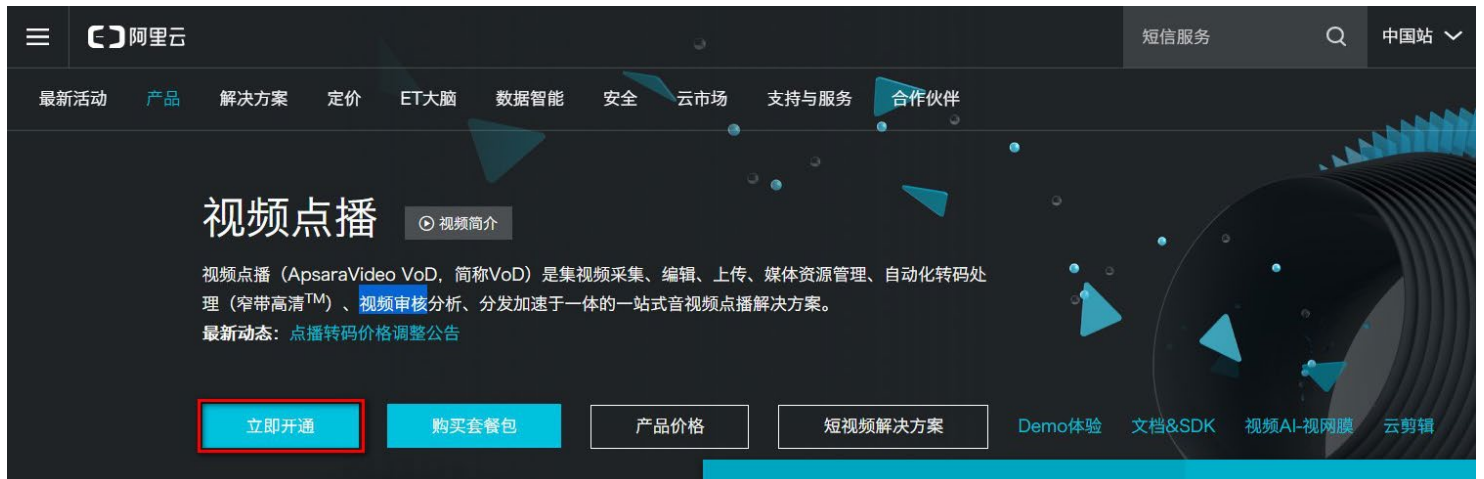 阿里云
短信服务
中国站
最新活动 产品 解决方案 定价 ET大脑 数据智能 安全 云市场 支持与服务 合作伙伴
视频点播 视频简介
视频点播（ApsaraVideo VoD，简称VoD）是集视频采集、编辑、上传、媒体资源管理、自动化转码处
理（窄带高清TM）、视频审核分析、分发加速于一体的一站式音视频点播解决方案。
最新动态：点播转码价格调整公告
立即开通 购买套餐包 产品价格 短视频解决方案 Demo体验 文档&SDK 视频AI-视网膜 云剪辑